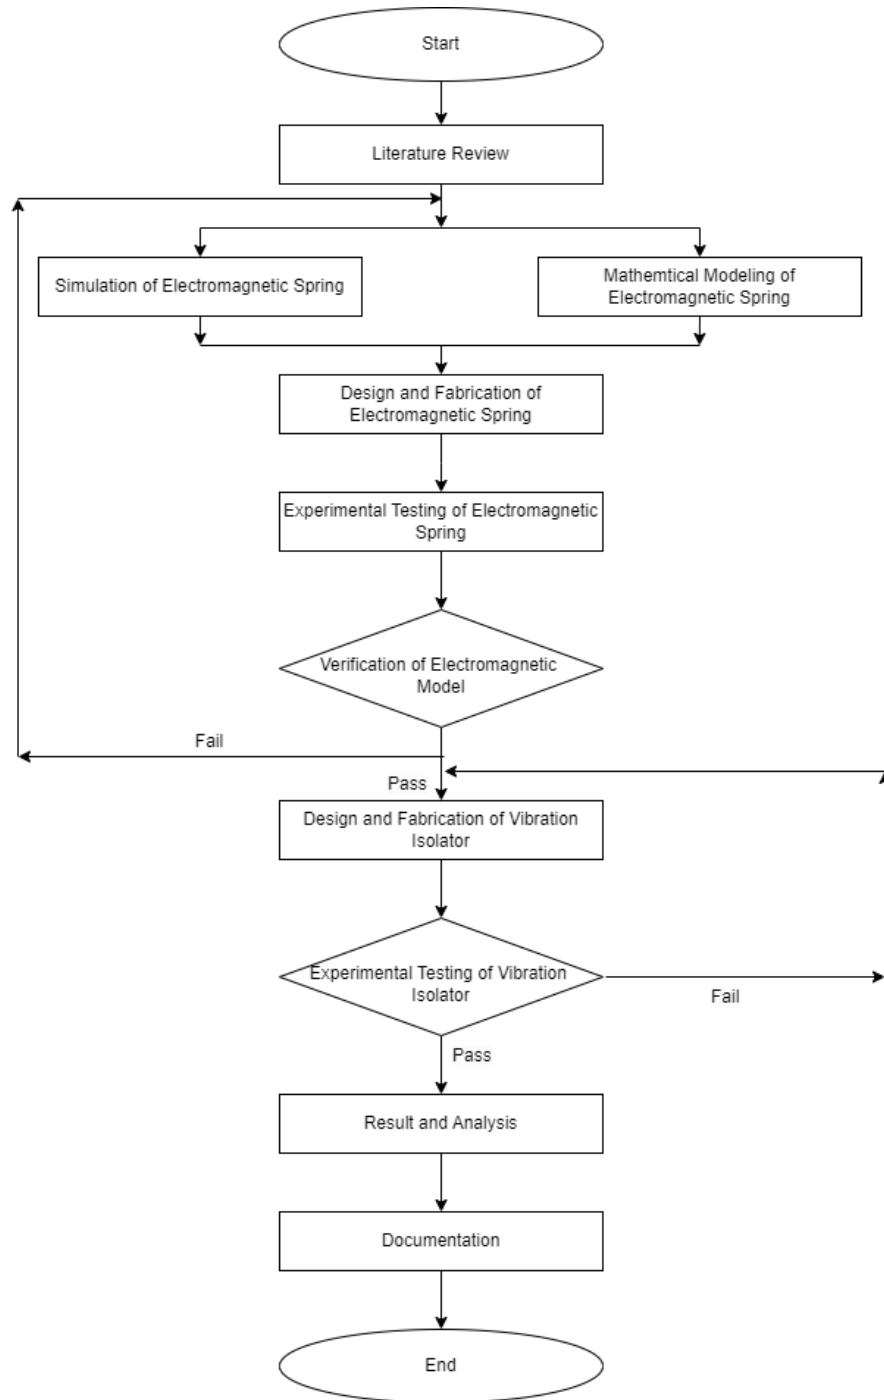 Start
Literature Review
Simulation of Electromagnetic Spring
Mathemtical Modeling of
Electromagnetic Spring
Design and Fabrication of
Electromagnetic Spring
Experimental Testing of Electromagnetic
Spring
Verification of Electromagnetic
Model
Fail
Pass
Design and Fabrication of Vibration
Isolator
Experimental Testing of Vibration
Isolator
Fail
Pass
Result and Analysis
Documentation
End